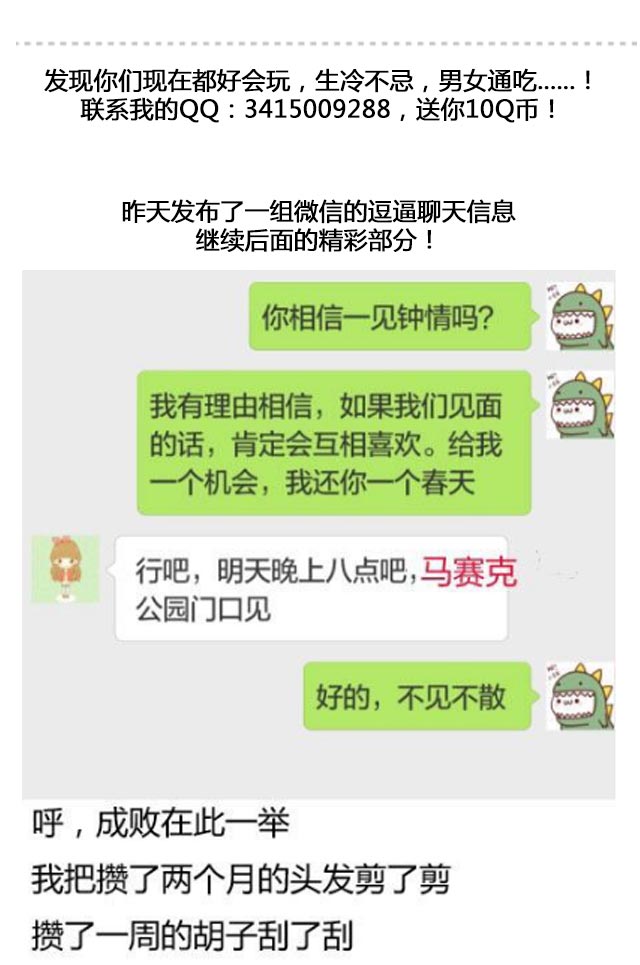 发现你们现在都好会玩，生冷不忌，男女通吃......！
联系我的QQ：3415009288，送你10Q币！
昨天发布了一组微信的逗逼聊天信息
继续后面的精彩部分！
你相信一见钟情吗?
我有理由相信，如果我们见面
的话，肯定会互相喜欢。给我
一个机会，我还你一个春天
行吧，明天晚上八点吧，马赛克
公园门口见
好的，不见不散
呼，成败在此一举
我把攒了两个月的头发剪了剪
攒了一周的胡子刮了刮